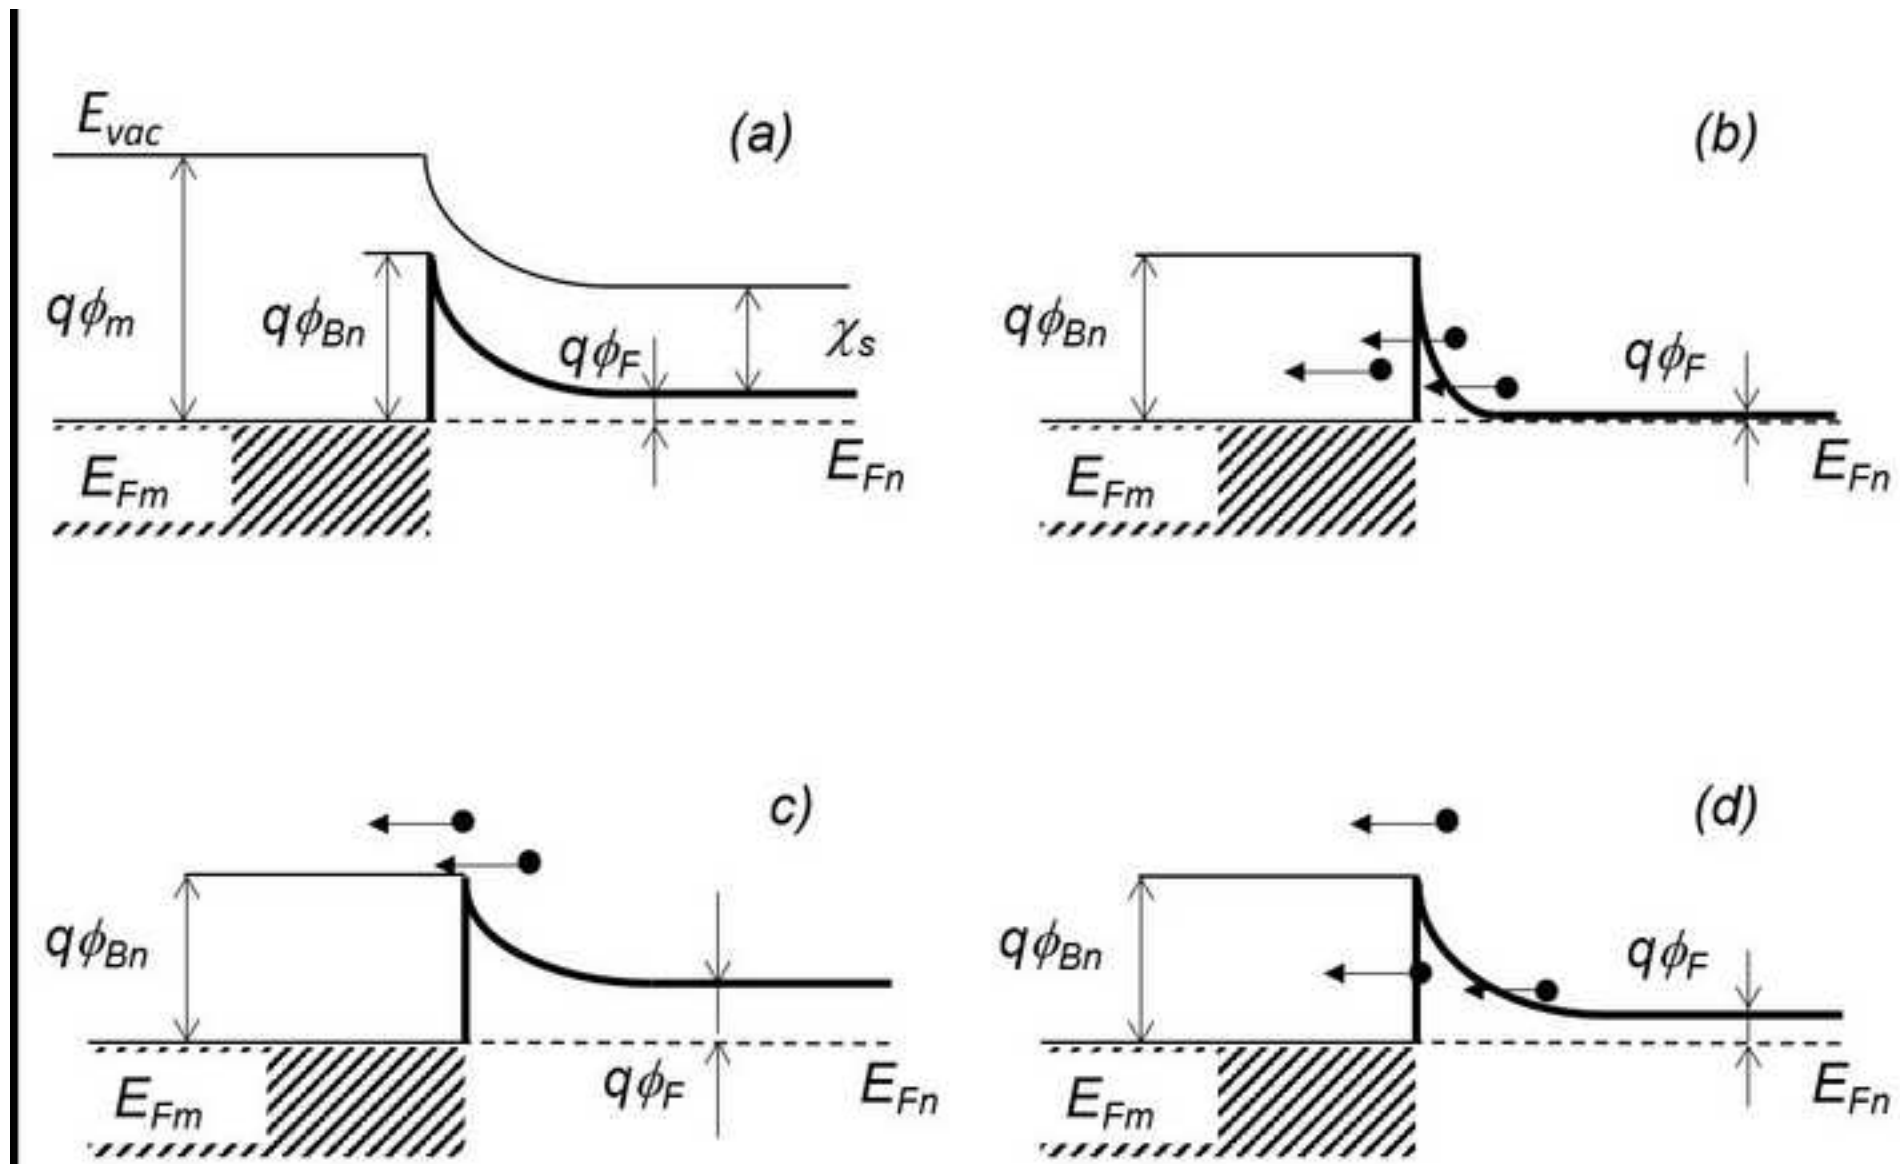 E_vac
(a)
qϕ_m
qϕ_Bn
qϕ_F
χ_s
E_Fm
E_Fn
(b)
qϕ_Bn
qϕ_F
E_Fm
E_Fn
c)
qϕ_Bn
qϕ_F
E_Fm
E_Fn
(d)
qϕ_Bn
qϕ_F
E_Fm
E_Fn